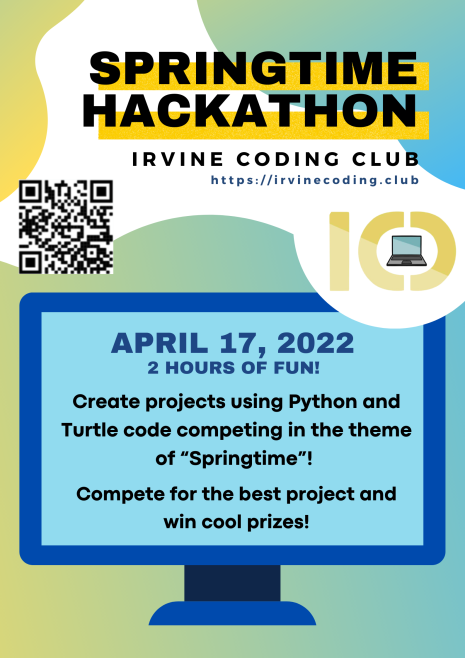 SPRINGTIME
HACKATHON
IRVINE CODING CLUB
https://irvinecoding.club
APRIL 17, 2022
2 HOURS OF FUN!
Create projects using Python and
Turtle code competing in the theme
of “Springtime”!
Compete for the best project and
win cool prizes!